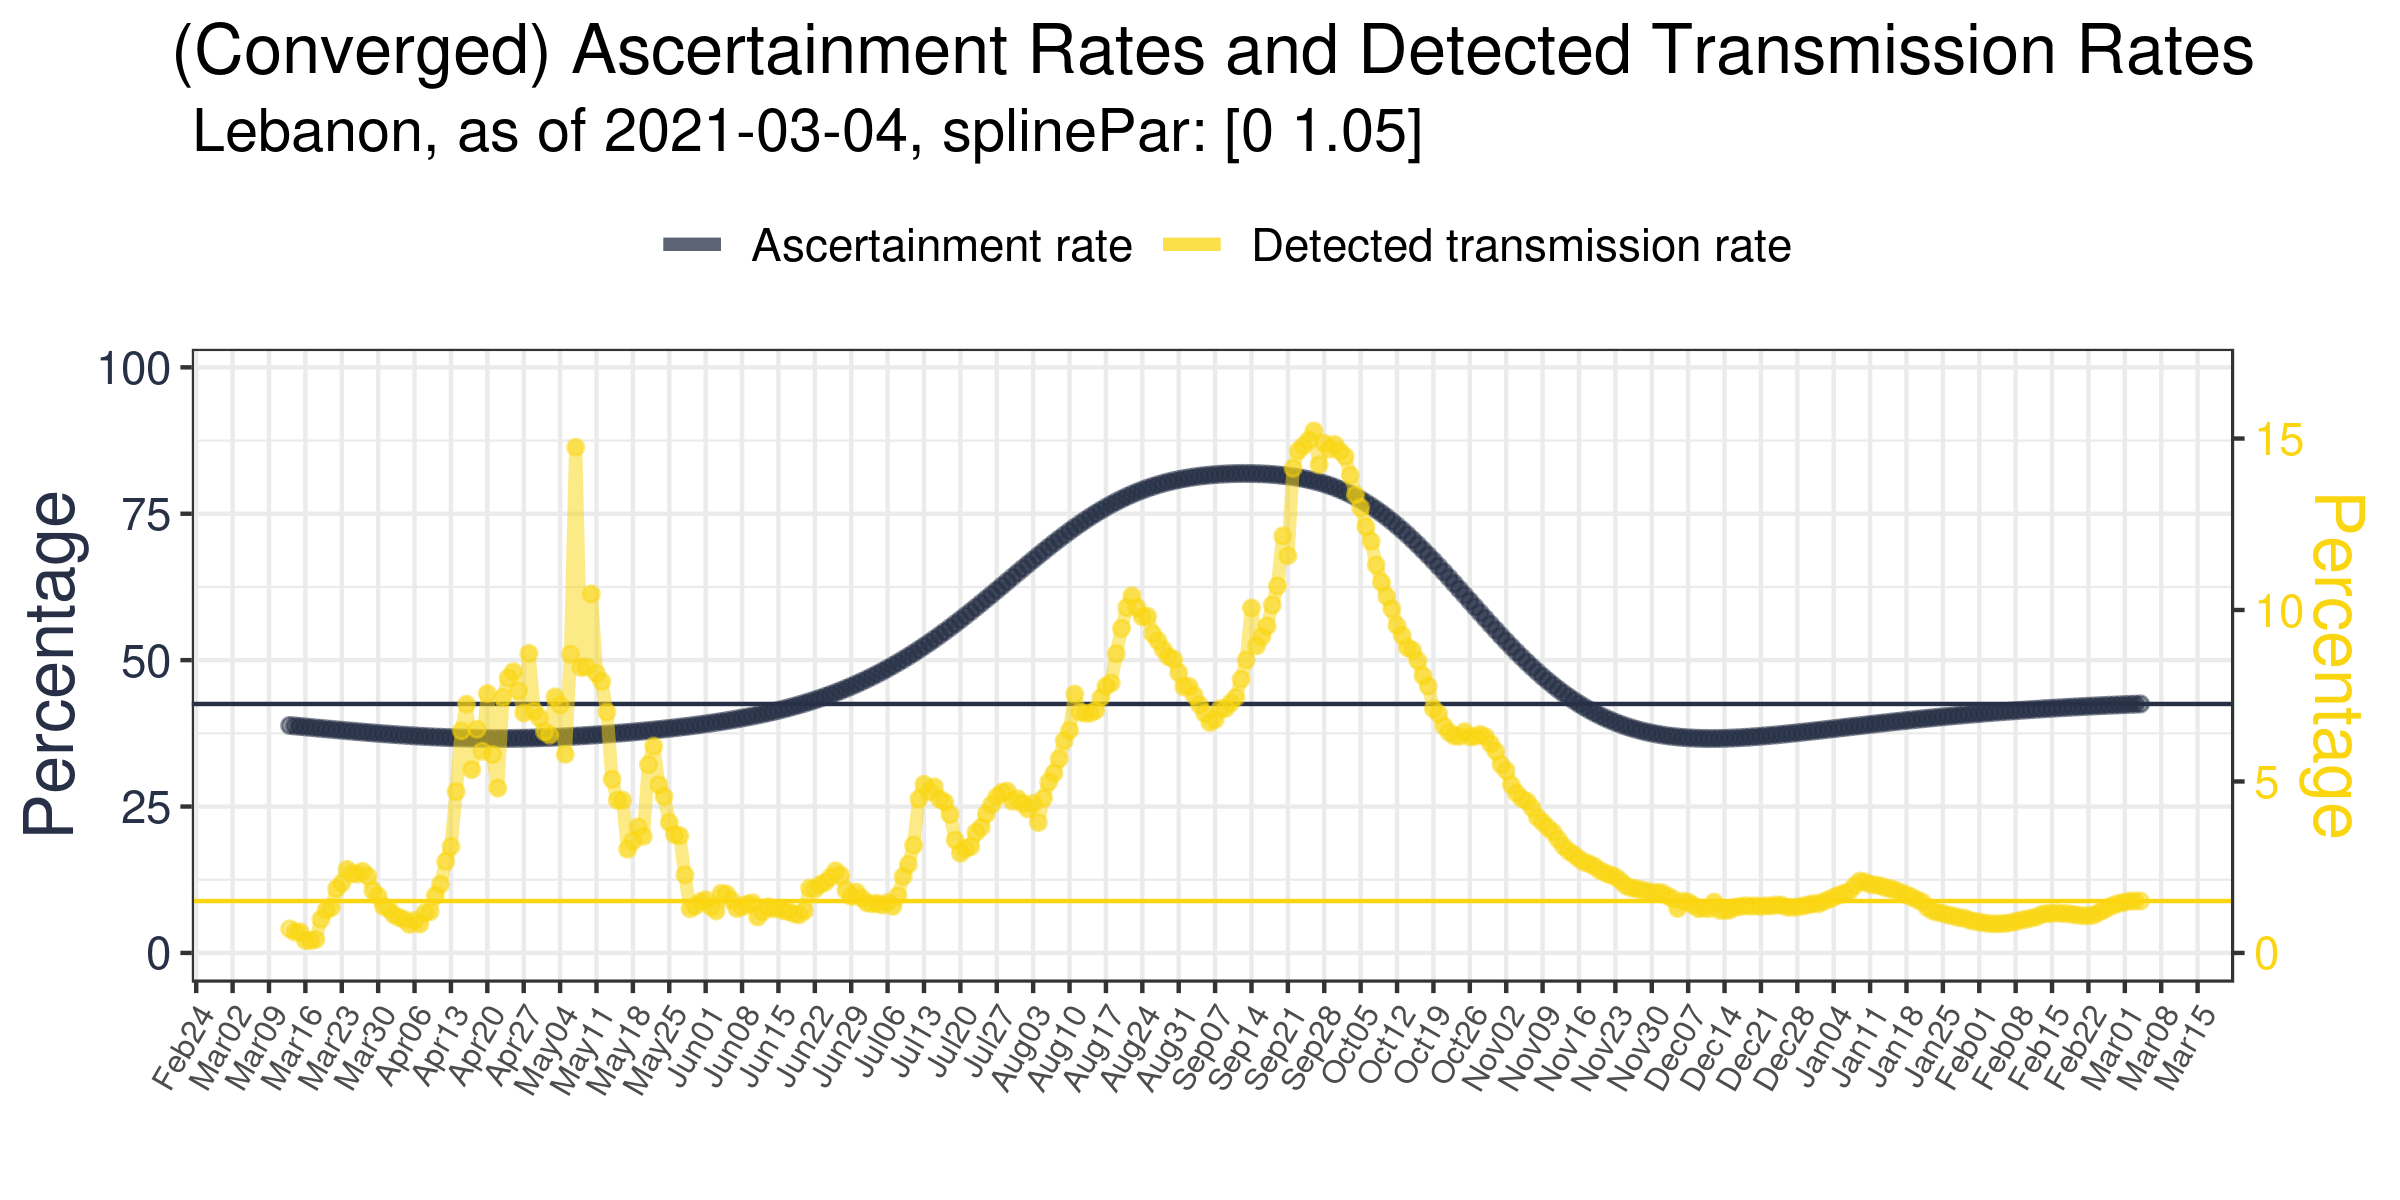 (Converged) Ascertainment Rates and Detected Transmission Rates
Lebanon, as of 2021-03-04, splinePar: [0 1.05]
Ascertainment rate
Detected transmission rate
Percentage
100
75
50
25
0
15
10
5
0
Percentage
Feb24
Mar02
Mar09
Mar16
Mar23
Mar30
Apr06
Apr13
Apr20
Apr27
May04
May11
May18
May25
Jun01
Jun08
Jun15
Jun22
Jun29
Jul06
Jul13
Jul20
Jul27
Aug03
Aug10
Aug17
Aug24
Aug31
Sep07
Sep14
Sep21
Sep28
Oct05
Oct12
Oct19
Oct26
Nov02
Nov09
Nov16
Nov23
Nov30
Dec07
Dec14
Dec21
Dec28
Jan04
Jan11
Jan18
Jan25
Feb01
Feb08
Feb15
Feb22
Mar01
Mar08
Mar15